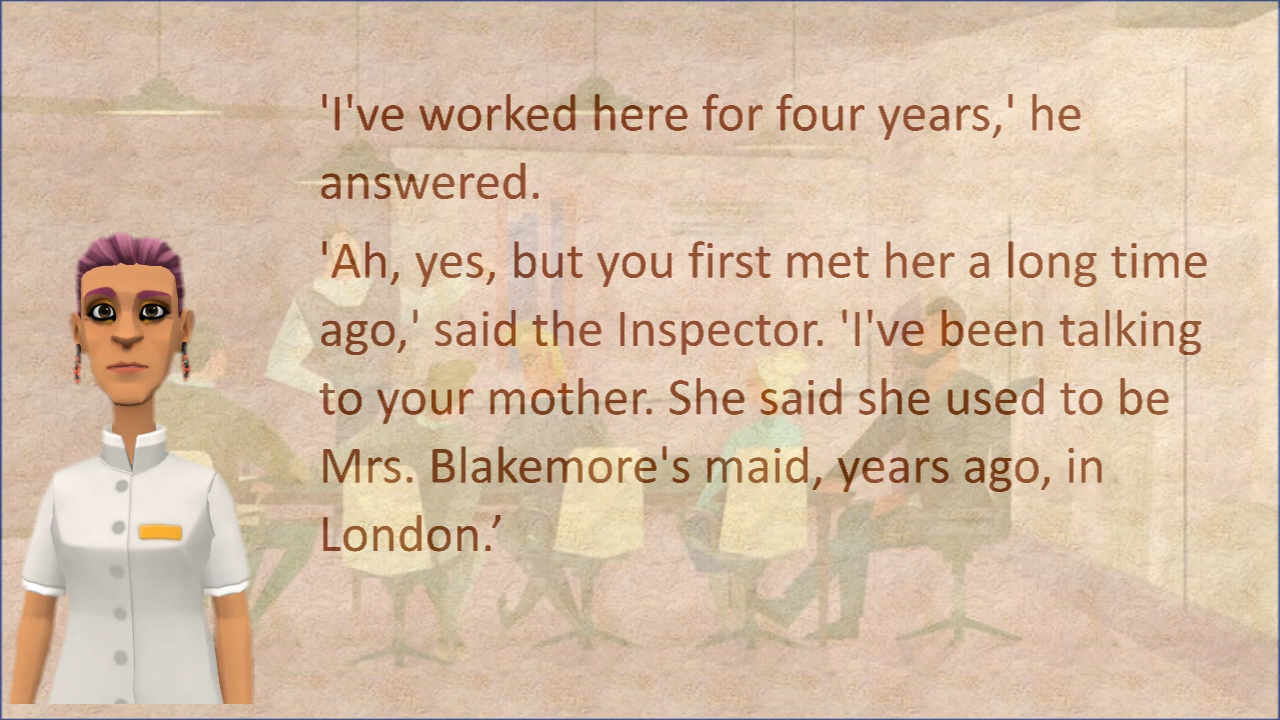 'I've worked here for four years,' he
answered.
'Ah, yes, but you first met her a long time
ago,' said the Inspector. 'I've been talking
to your mother. She said she used to be
Mrs. Blakemore's maid, years ago, in
London.’